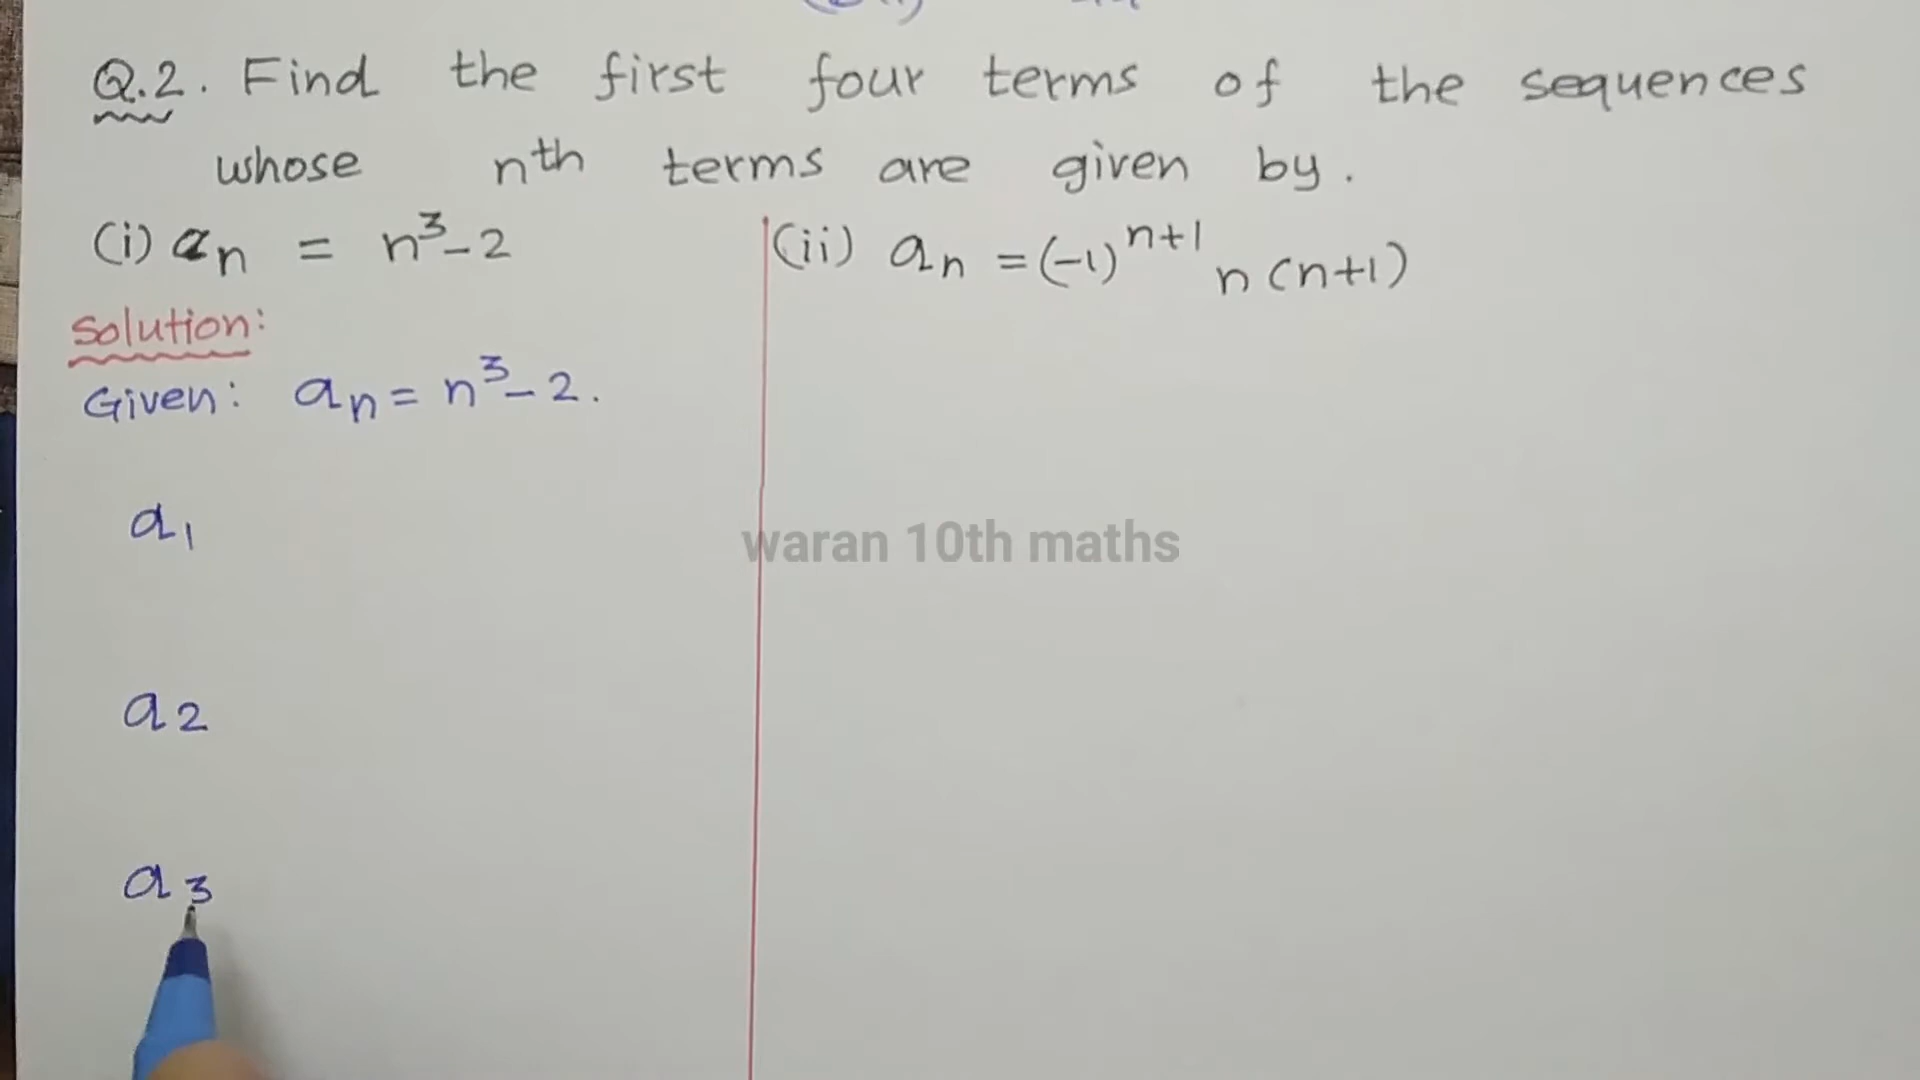 Q.2. Find the first four terms of the sequences
whose nth terms are given by.
(i) an = n³-2
(ii) an = (-1)ⁿ⁺¹ n(n+1)
Solution:
Given: an = n³-2.
a1
waran 10th maths
a2
a3